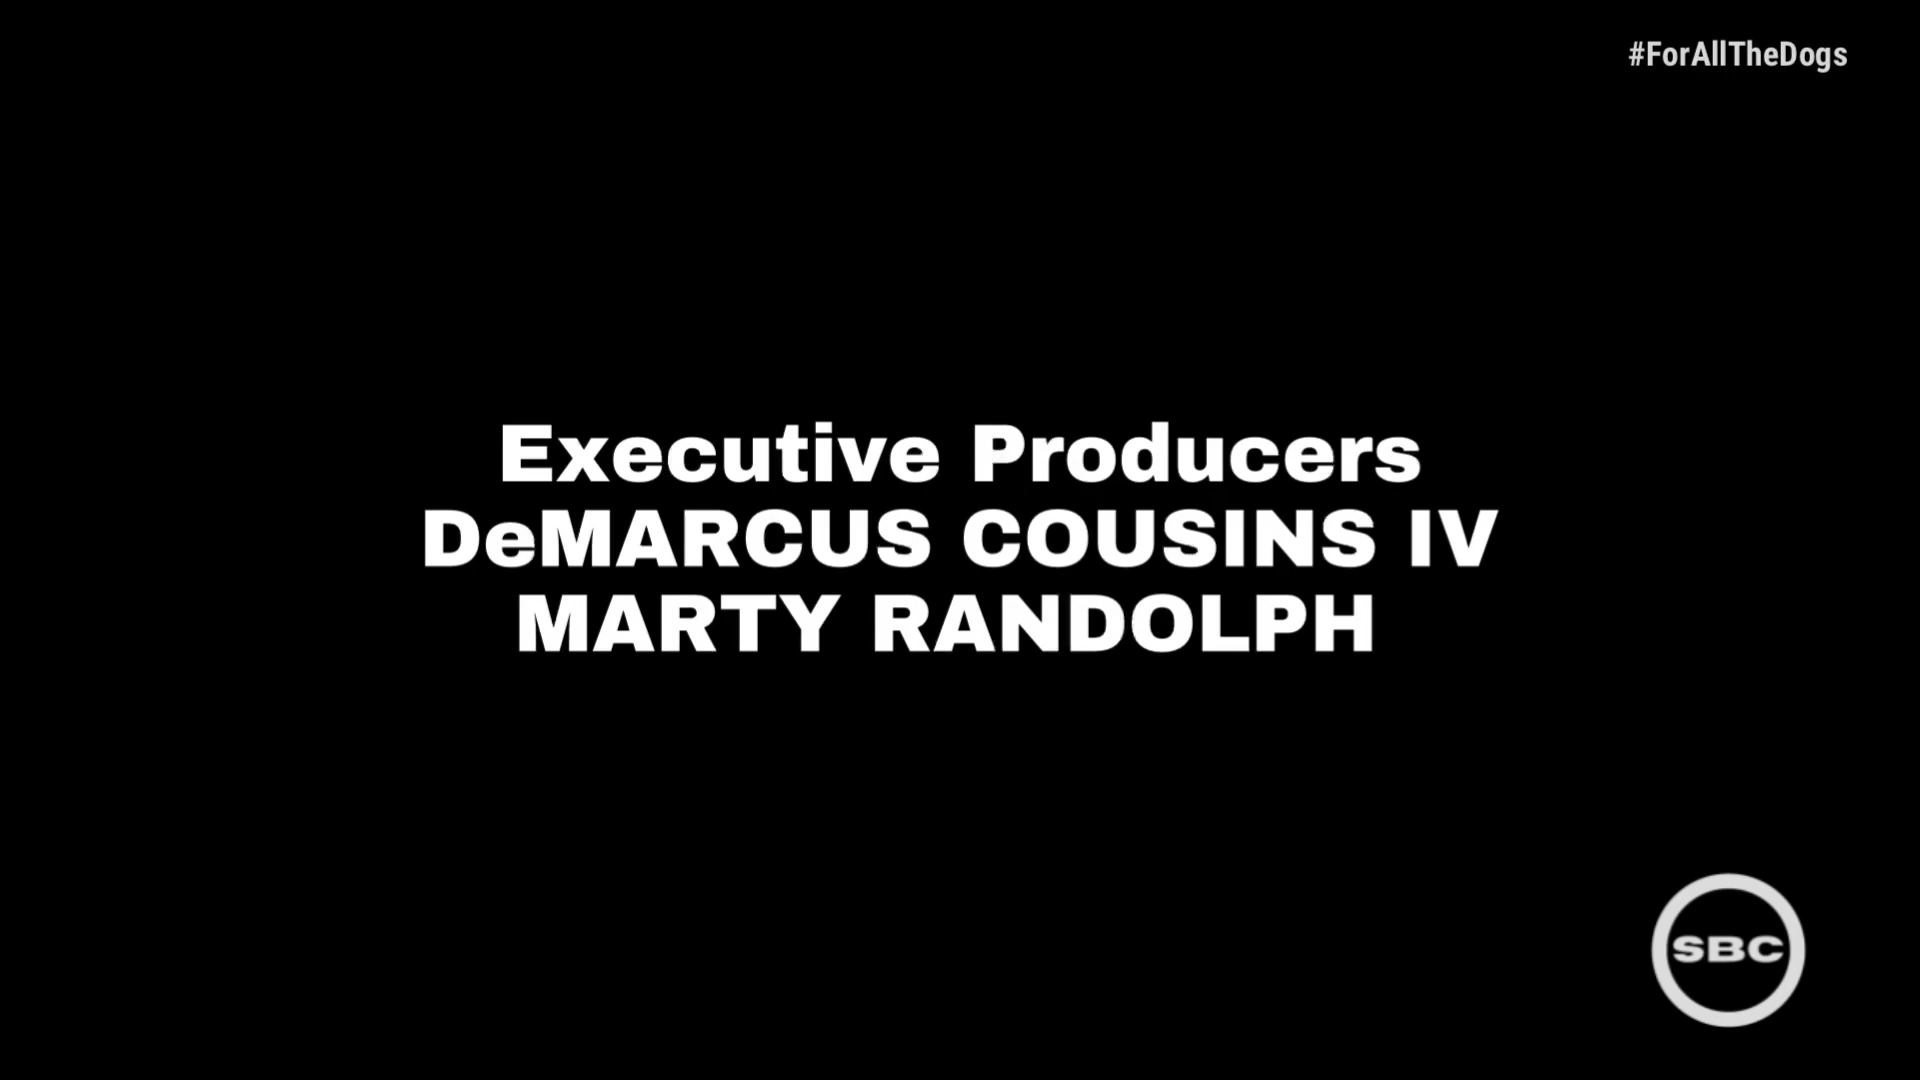 #ForAllTheDogs
Executive Producers
DeMARCUS COUSINS IV
MARTY RANDOLPH
SBC